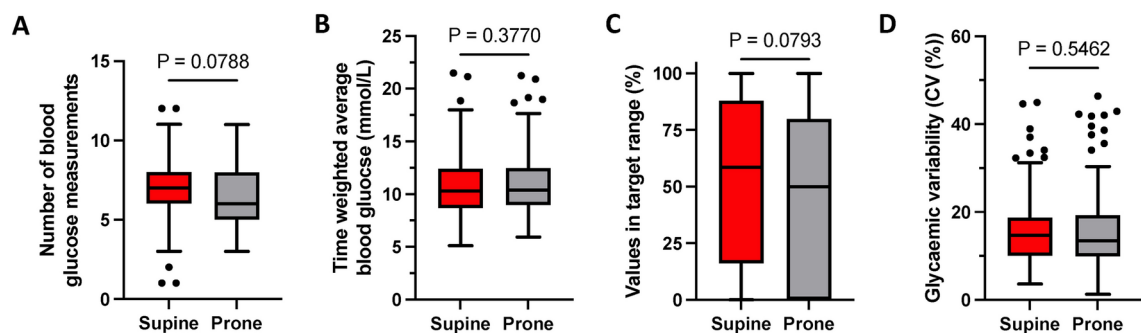 A
Number of blood
glucose measurements
P = 0.0788
15
10
5
0
Supine
Prone
B
Time weighted average
blood gluocse (mmol/L)
P = 0.3770
25
20
15
10
5
0
Supine
Prone
C
Values in target range (%)
P = 0.0793
100
75
50
25
0
Supine
Prone
D
Glycaemic variability (CV (%))
P = 0.5462
60
40
20
0
Supine
Prone